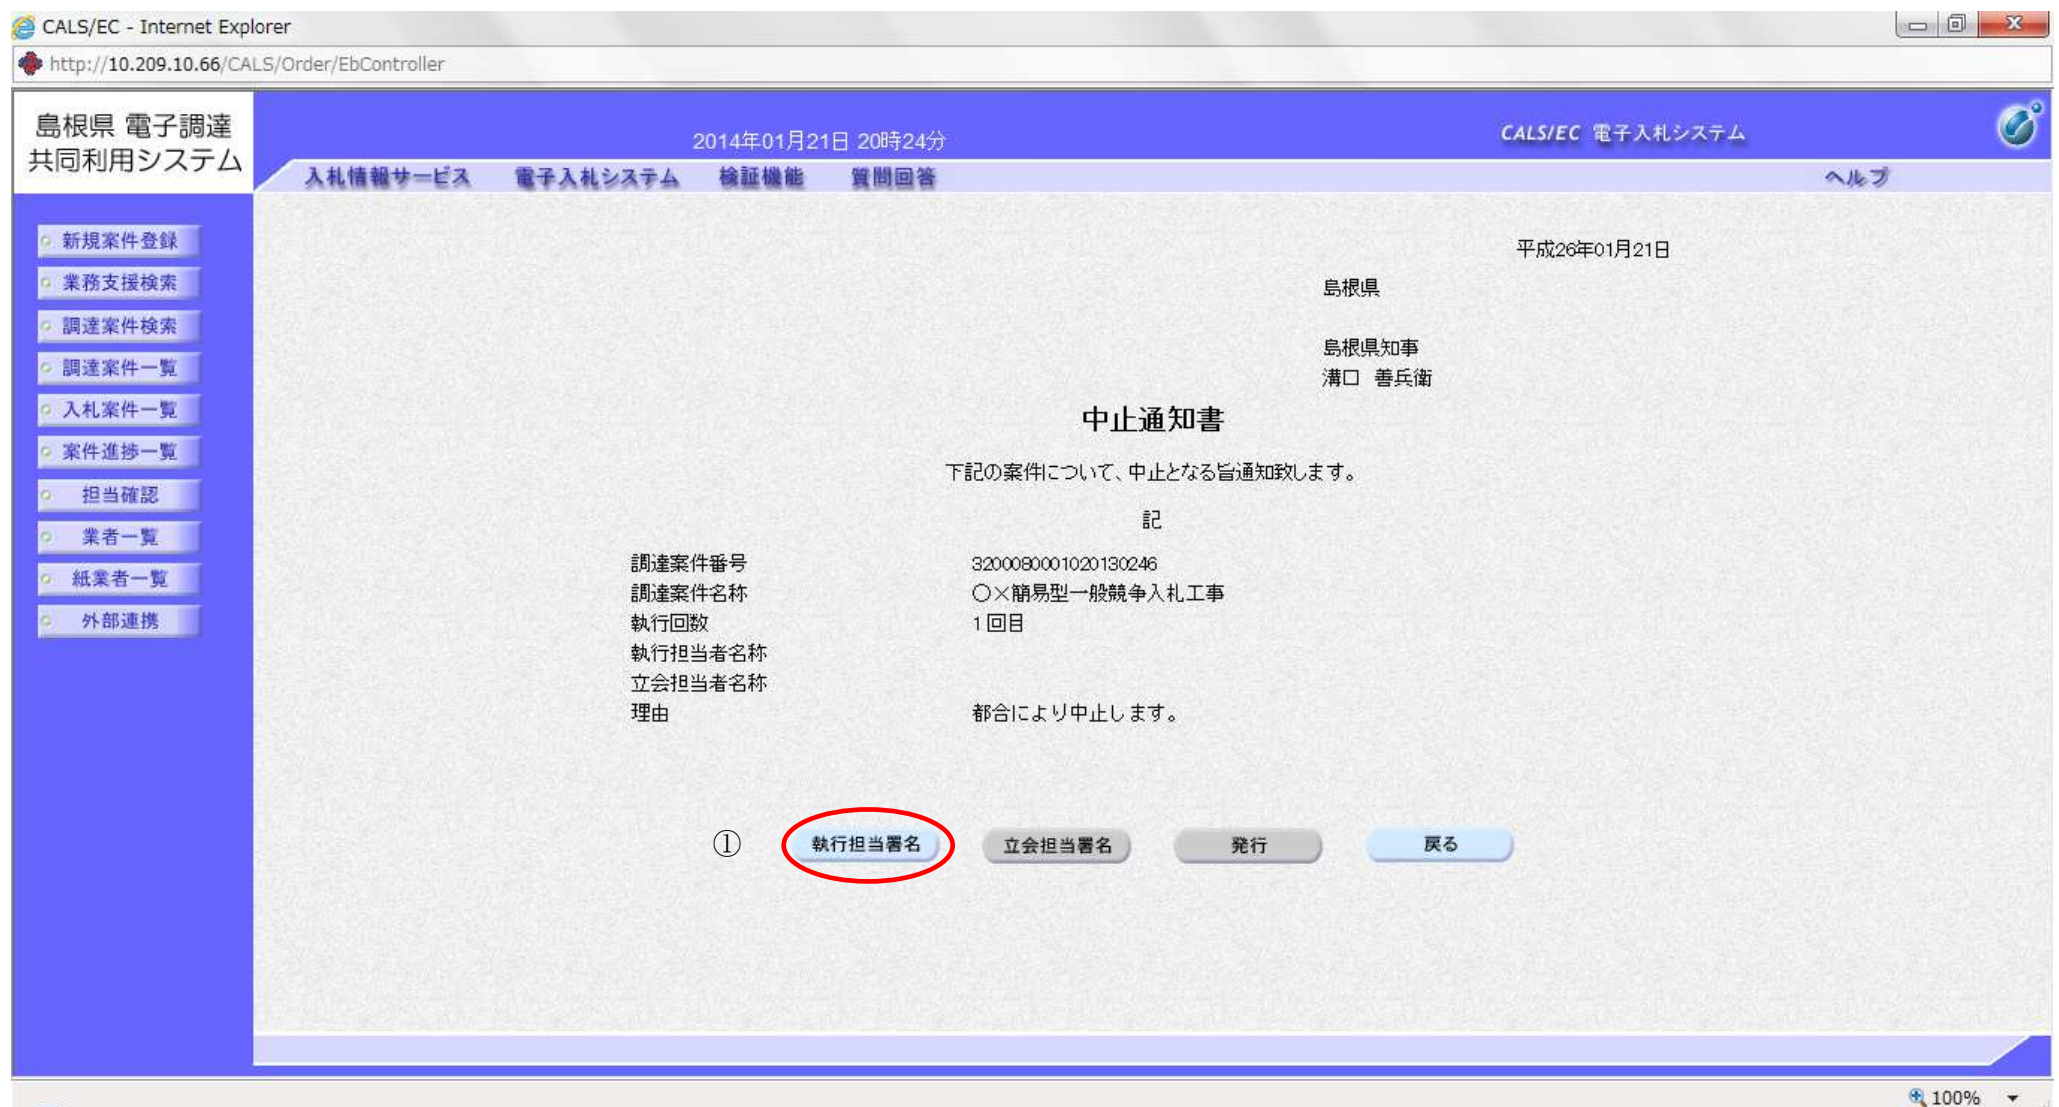 CALS/EC - Internet Explorer
http://10.209.10.66/CALS/Order/EbController
島根県 電子調達
共同利用システム
2014年01月21日 20時24分
CALS/EC 電子入札システム
入札情報サービス 電子入札システム 検証機能 質問回答 ヘルプ
新規案件登録
業務支援検索
調達案件検索
調達案件一覧
入札案件一覧
案件進捗一覧
担当確認
業者一覧
紙業者一覧
外部連携
平成26年01月21日
島根県
島根県知事
溝口 善兵衛
中止通知書
下記の案件について、中止となる旨通知致します。
記
調達案件番号 3200080001020130246
調達案件名称 〇×簡易型一般競争入札工事
執行回数 1回目
執行担当者名称
立会担当者名称
理由 都合により中止します。
① 執行担当署名 立会担当署名 発行 戻る
100%